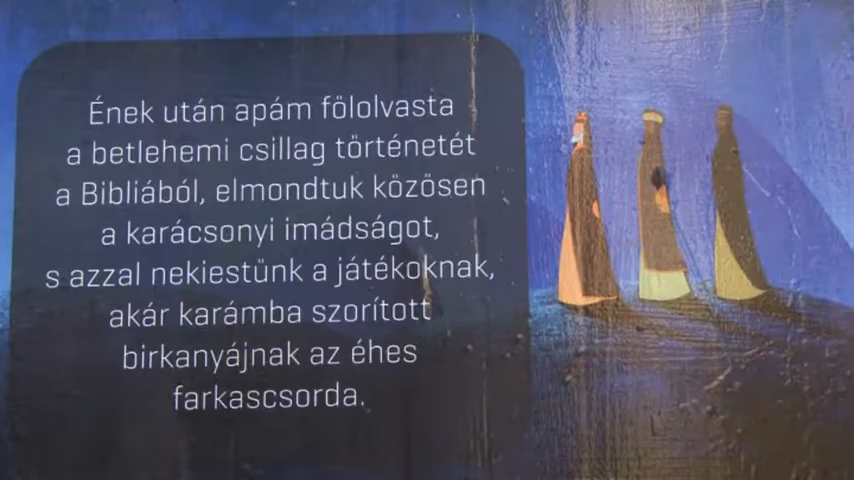 Ének után apám fölolvasta
a betlehemi csillag történetét
a Bibliából, elmondtuk közösen
a karácsonyi imádságot,
s azzal nekiestünk a játékoknak,
akár karámba szorított
birkanyájnak az éhes
farkascsorda.